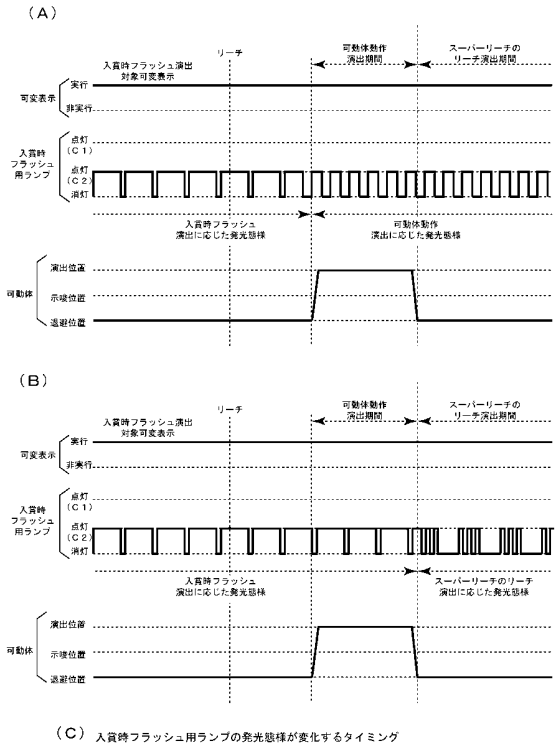 (A)
リーチ
入賞時フラッシュ演出
対象可変表示
可動体動作
演出期間
スーパーリーチの
リーチ演出期間
可変表示
実行
非実行
入賞時
フラッシュ
用ランプ
点灯
(C1)
点灯
(C2)
消灯
入賞時フラッシュ
演出に応じた発光態様
可動体動作
演出に応じた発光態様
可動体
演出位置
示唆位置
退避位置
(B)
リーチ
入賞時フラッシュ演出
対象可変表示
可動体動作
演出期間
スーパーリーチの
リーチ演出期間
可変表示
実行
非実行
入賞時
フラッシュ
用ランプ
点灯
(C1)
点灯
(C2)
消灯
入賞時フラッシュ
演出に応じた発光態様
スーパーリーチのリーチ
演出に応じた発光態様
可動体
演出位置
示唆位置
退避位置
(C) 入賞時フラッシュ用ランプの発光態様が変化するタイミング